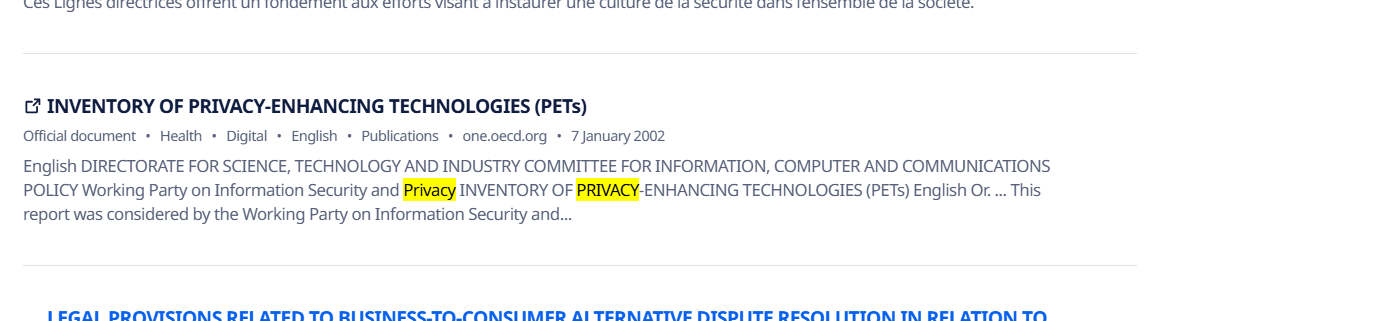 Ces Lignes directrices offrent un fondement aux efforts visant à instaurer une culture de la sécurité dans l'ensemble de la société.
INVENTORY OF PRIVACY-ENHANCING TECHNOLOGIES (PETs)
Official document • Health • Digital • English • Publications • one.oecd.org • 7 January 2002
English DIRECTORATE FOR SCIENCE, TECHNOLOGY AND INDUSTRY COMMITTEE FOR INFORMATION, COMPUTER AND COMMUNICATIONS
POLICY Working Party on Information Security and Privacy INVENTORY OF PRIVACY-ENHANCING TECHNOLOGIES (PETs) English Or. ... This
report was considered by the Working Party on Information Security and...
LEGAL PROVISIONS RELATED TO BUSINESS-TO-CONSUMER ALTERNATIVE DISPUTE RESOLUTION IN RELATION TO